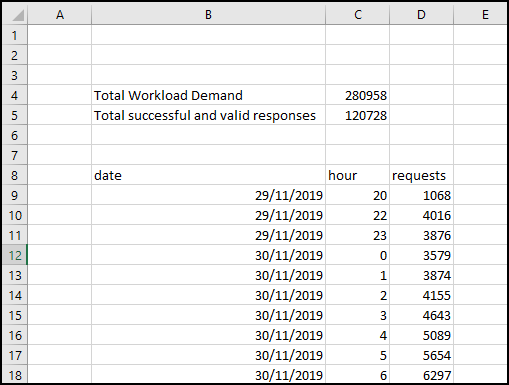 A B C D E
1
2
3
4 Total Workload Demand 280958
5 Total successful and valid responses 120728
6
7
8 date hour requests
9 29/11/2019 20 1068
10 29/11/2019 22 4016
11 29/11/2019 23 3876
12 30/11/2019 0 3579
13 30/11/2019 1 3874
14 30/11/2019 2 4155
15 30/11/2019 3 4643
16 30/11/2019 4 5089
17 30/11/2019 5 5654
18 30/11/2019 6 6297